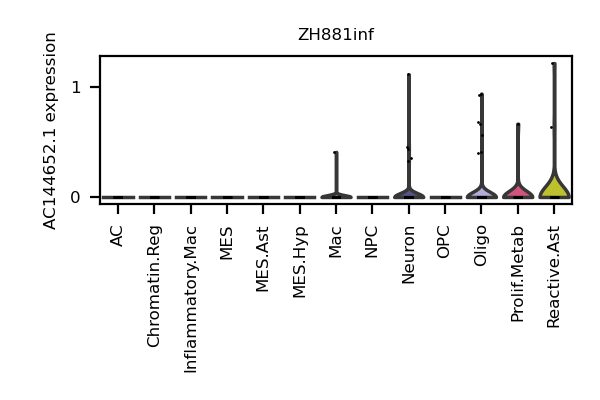 ZH881inf
AC144652.1 expression
1
0
AC
Chromatin.Reg
Inflammatory.Mac
MES
MES.Ast
MES.Hyp
Mac
NPC
Neuron
OPC
Oligo
Prolif.Metab
Reactive.Ast